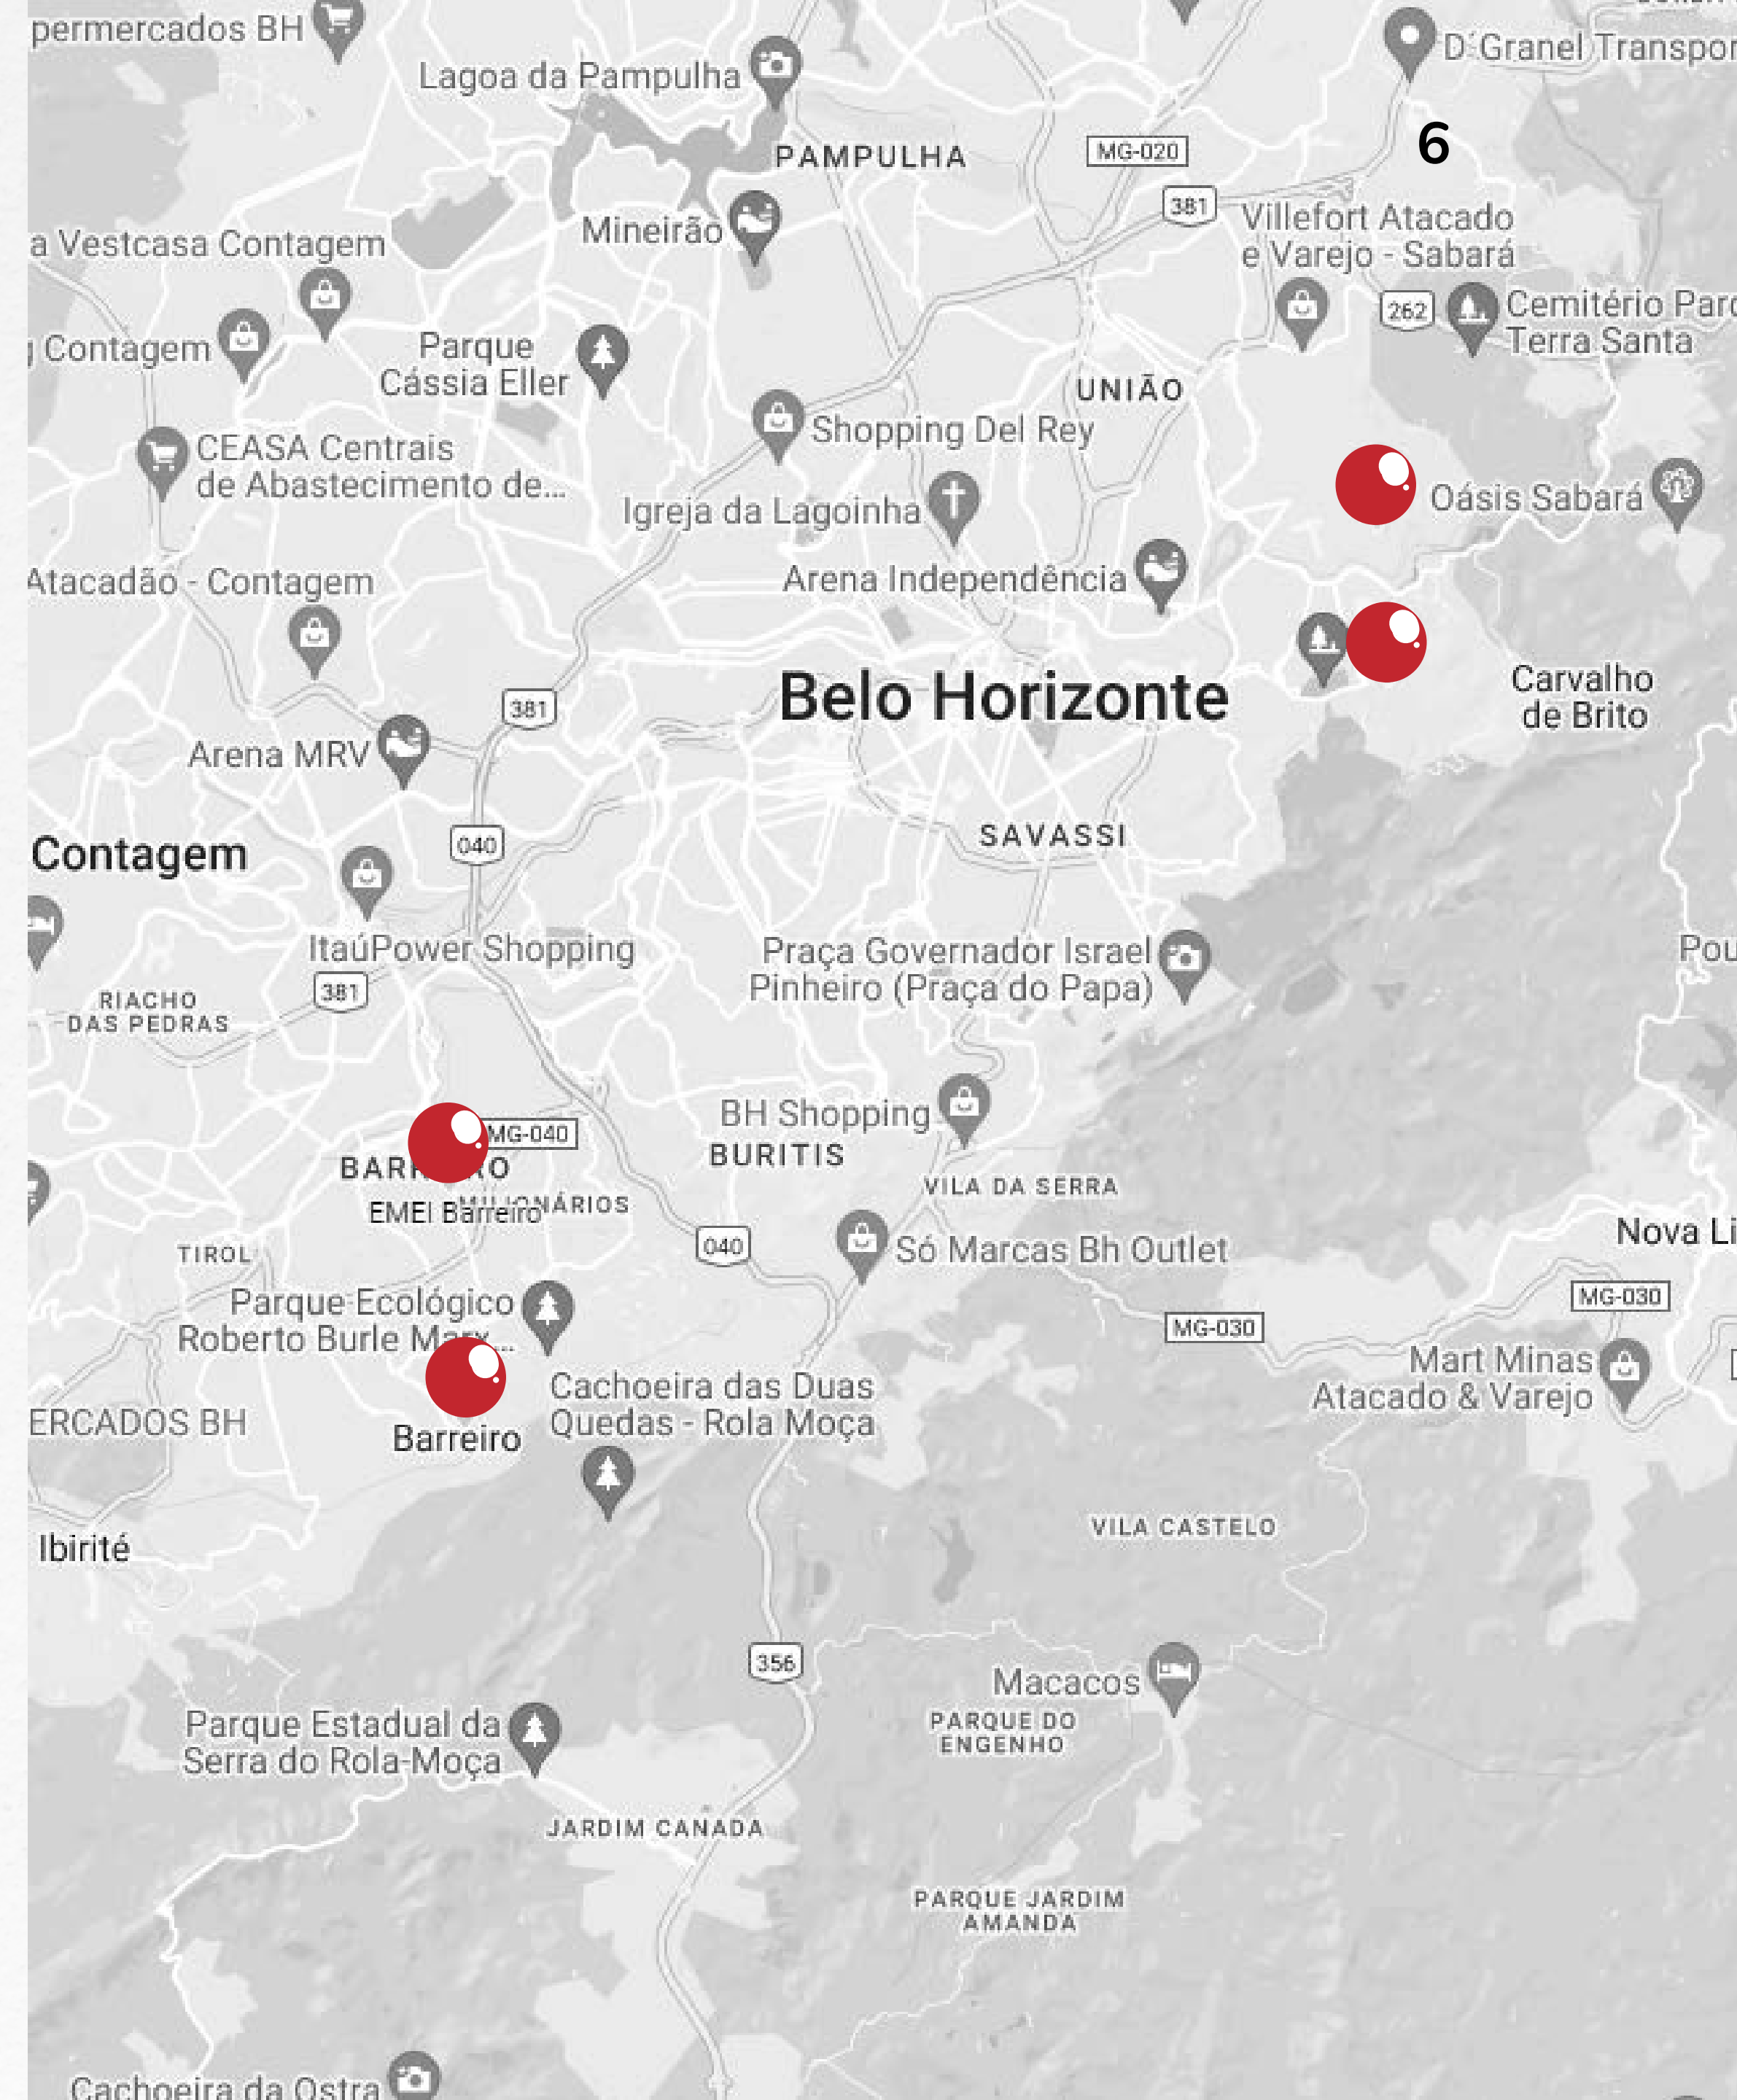 permercados BH
D´Granel Transpor
Lagoa da Pampulha
6
MG-020
PAMPULHA
381
Villefort Atacado
e Varejo - Sabará
Mineirão
a Vestcasa Contagem
262
Cemitério Parq
Terra Santa
g Contagem
Parque
Cássia Eller
UNIÃO
Shopping Del Rey
CEASA Centrais
de Abastecimento de...
Oásis Sabará
Igreja da Lagoinha
Atacadão - Contagem
Arena Independência
Belo Horizonte
Carvalho
de Brito
381
Arena MRV
SAVASSI
040
Contagem
ItaúPower Shopping
Praça Governador Israel
Pinheiro (Praça do Papa)
Pou
381
RIACHO
DAS PEDRAS
BH Shopping
MG-040
BURITIS
VILA DA SERRA
EMEI Barreiro
TIROL
040
Só Marcas Bh Outlet
Nova Li
MG-030
Parque Ecológico
Roberto Burle Marx...
MG-030
Mart Minas
Atacado & Varejo
Cachoeira das Duas
Quedas - Rola Moça
ERCADOS BH
Barreiro
VILA CASTELO
Ibirité
356
Macacos
PARQUE DO
ENGENHO
Parque Estadual da
Serra do Rola-Moça
JARDIM CANADA
PARQUE JARDIM
AMANDA
Cachoeira da Ostra